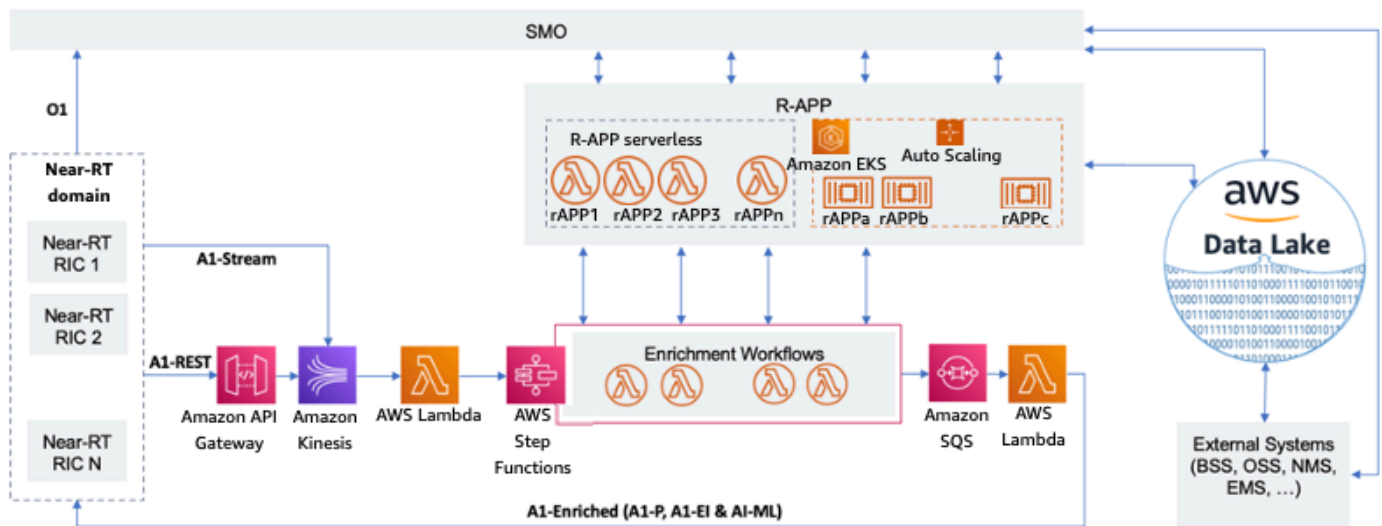 SMO
O1
R-APP
R-APP serverless
Amazon EKS
Auto Scaling
rAPP1
rAPP2
rAPP3
rAPPn
rAPPa
rAPPb
rAPPc
Near-RT
domain
Near-RT
RIC 1
Near-RT
RIC 2
Near-RT
RIC N
A1-Stream
A1-REST
Amazon API
Gateway
Amazon
Kinesis
AWS Lambda
AWS
Step
Functions
Enrichment Workflows
Amazon
SQS
AWS
Lambda
A1-Enriched (A1-P, A1-EI & AI-ML)
aws
Data Lake
External Systems
(BSS, OSS, NMS,
EMS, …)